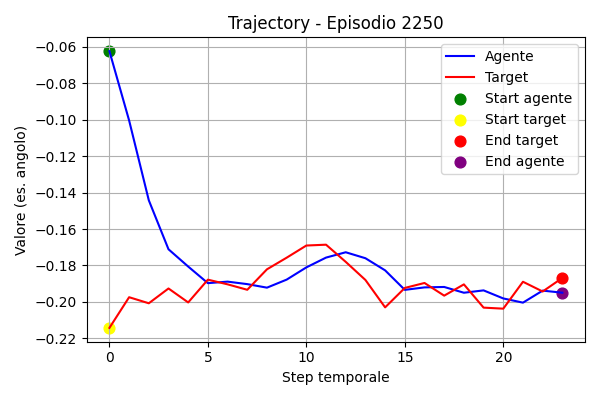 Trajectory - Episodio 2250
Valore (es. angolo)
−0.06
−0.08
−0.10
−0.12
−0.14
−0.16
−0.18
−0.20
−0.22
Agente
Target
Start agente
Start target
End target
End agente
0
5
10
15
20
Step temporale